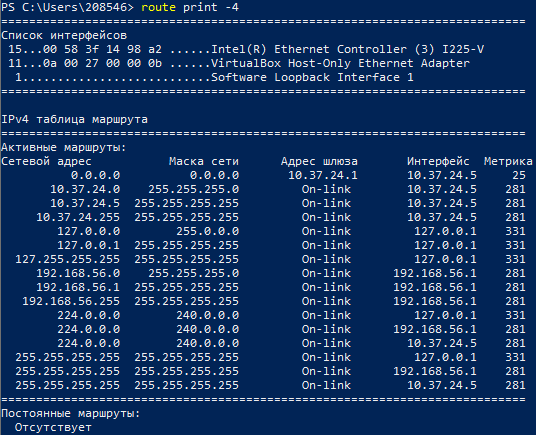 PS C:\Users\208546> route print -4
===========================================================================
Список интерфейсов
 15...00 58 3f 14 98 a2 ......Intel(R) Ethernet Controller (3) I225-V
 11...0a 00 27 00 00 0b ......VirtualBox Host-Only Ethernet Adapter
  1...........................Software Loopback Interface 1
===========================================================================
IPv4 таблица маршрута
===========================================================================
Активные маршруты:
Сетевой адрес           Маска сети      Адрес шлюза       Интерфейс  Метрика
          0.0.0.0          0.0.0.0       10.37.24.1       10.37.24.5     25
       10.37.24.0    255.255.255.0         On-link        10.37.24.5    281
       10.37.24.5  255.255.255.255         On-link        10.37.24.5    281
     10.37.24.255  255.255.255.255         On-link        10.37.24.5    281
        127.0.0.0        255.0.0.0         On-link         127.0.0.1    331
        127.0.0.1  255.255.255.255         On-link         127.0.0.1    331
  127.255.255.255  255.255.255.255         On-link         127.0.0.1    331
     192.168.56.0    255.255.255.0         On-link      192.168.56.1    281
     192.168.56.1  255.255.255.255         On-link      192.168.56.1    281
   192.168.56.255  255.255.255.255         On-link      192.168.56.1    281
        224.0.0.0        240.0.0.0         On-link         127.0.0.1    331
        224.0.0.0        240.0.0.0         On-link      192.168.56.1    281
        224.0.0.0        240.0.0.0         On-link        10.37.24.5    281
  255.255.255.255  255.255.255.255         On-link         127.0.0.1    331
  255.255.255.255  255.255.255.255         On-link      192.168.56.1    281
  255.255.255.255  255.255.255.255         On-link        10.37.24.5    281
===========================================================================
Постоянные маршруты:
  Отсутствует